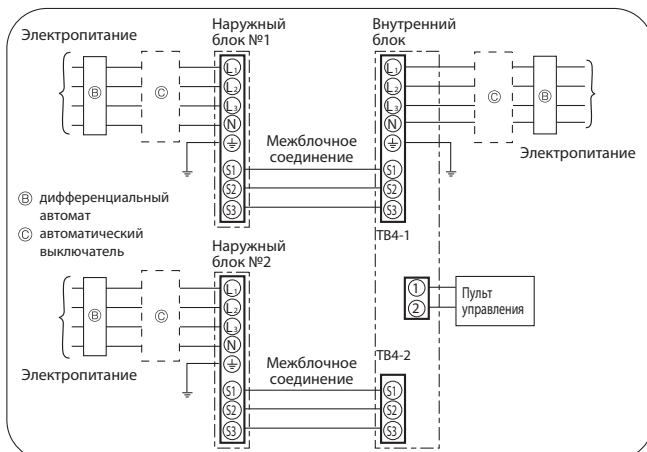 Электропитание
Наружный
блок №1
Внутренний
блок
L1
L2
L3
N
S1
S2
S3
B
C
L1
L2
L3
N
S1
S2
S3
TB4-1
C
B
Электропитание
Межблочное
соединение
B дифференциальный
автомат
C автоматический
выключатель
Наружный
блок №2
L1
L2
L3
N
S1
S2
S3
B
C
Электропитание
Межблочное
соединение
1
2
Пульт
управления
TB4-2
S1
S2
S3